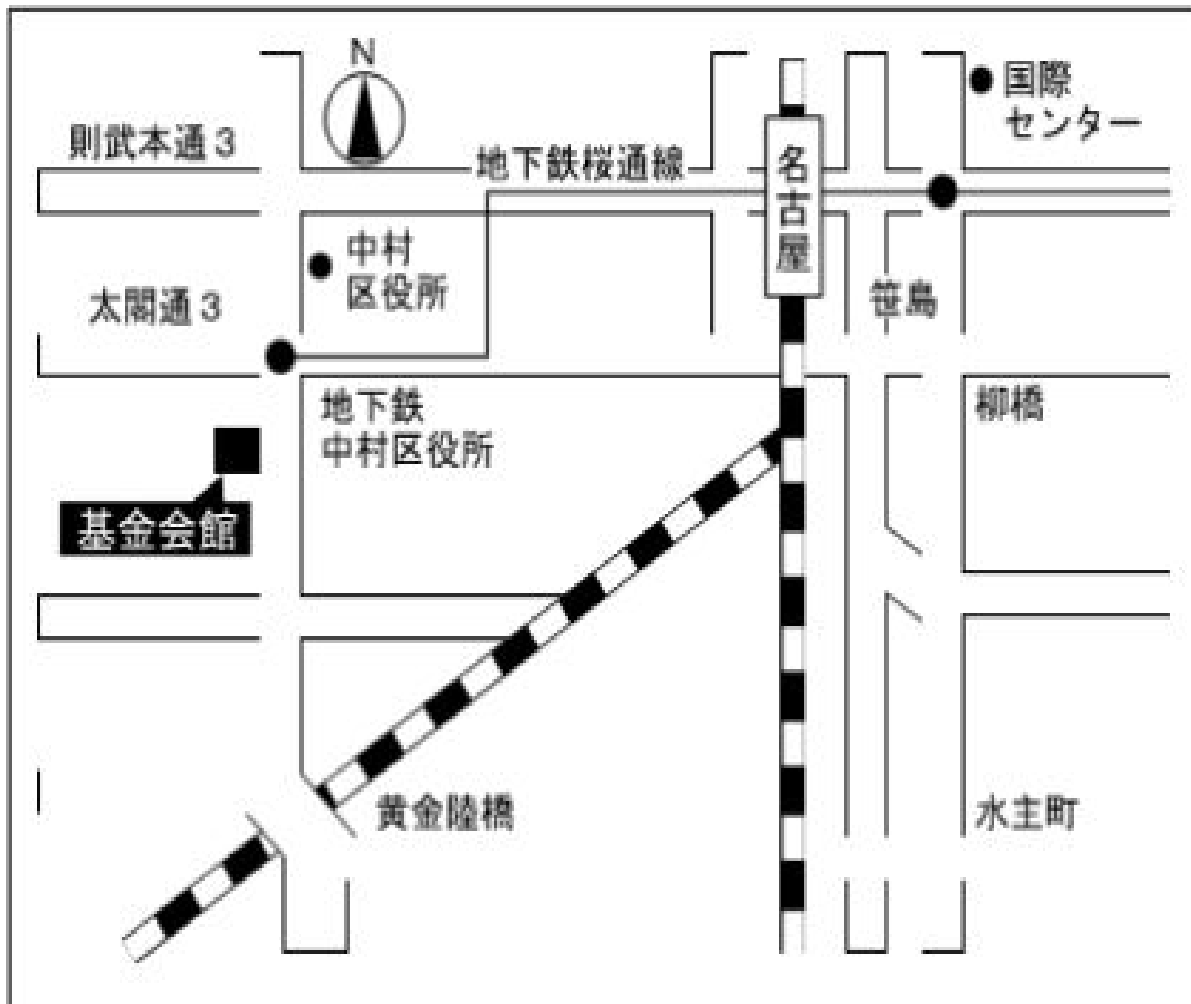 N
国際
センター
則武本通3
地下鉄桜通線
名古屋
中村
区役所
太閤通3
笹島
地下鉄
中村区役所
柳橋
基金会館
黄金陸橋
水主町